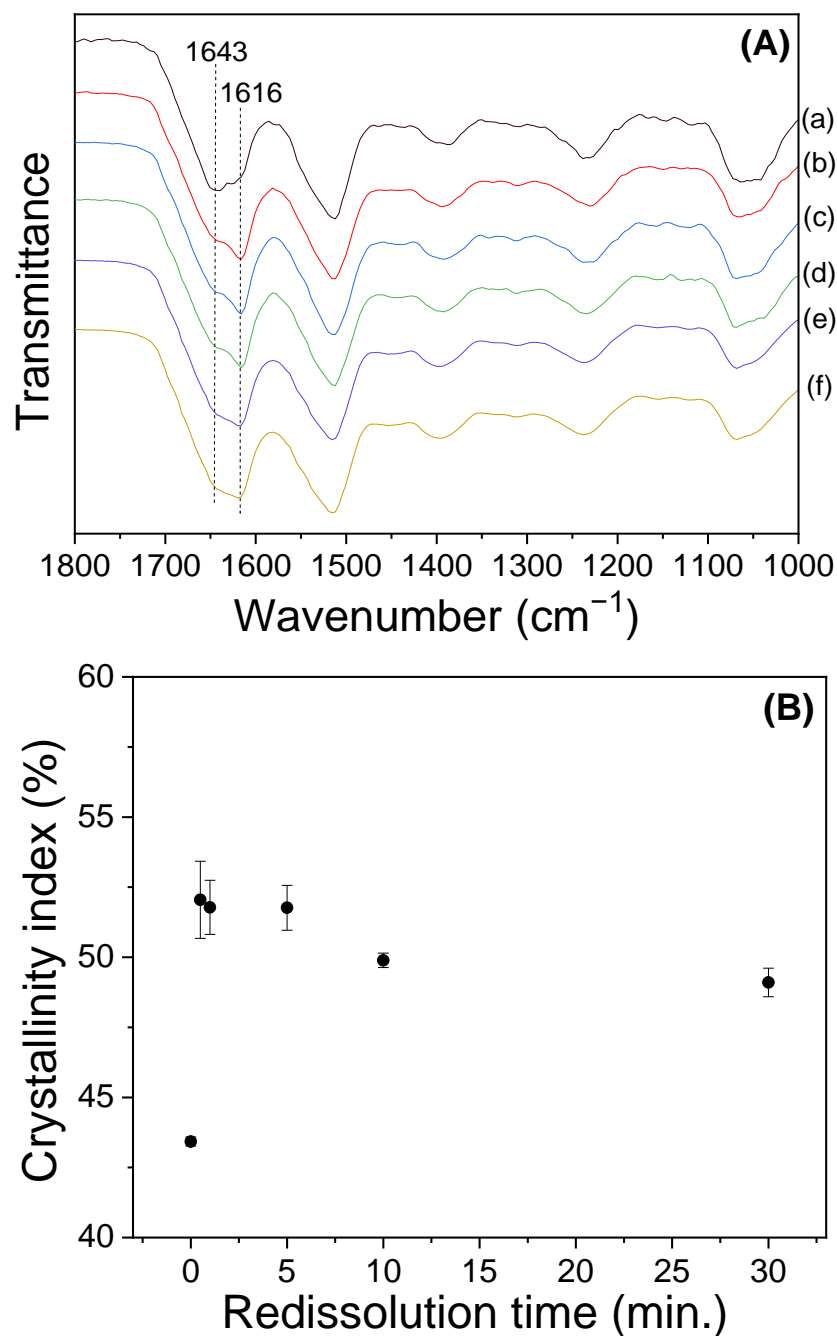 (A)
1643
1616
(a)
(b)
(c)
(d)
(e)
(f)
Transmittance
1800 1700 1600 1500 1400 1300 1200 1100 1000
Wavenumber (cm⁻¹)
(B)
60
55
50
45
40
Crystallinity index (%)
0 5 10 15 20 25 30
Redissolution time (min.)